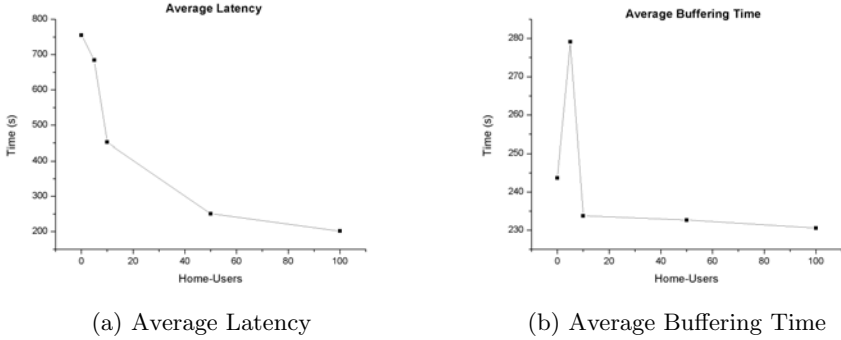 Average Latency
800
700
600
500
400
300
200
Time (s)
0 20 40 60 80 100
Home-Users
(a) Average Latency
Average Buffering Time
280
270
260
250
240
230
Time (s)
0 20 40 60 80 100
Home-Users
(b) Average Buffering Time